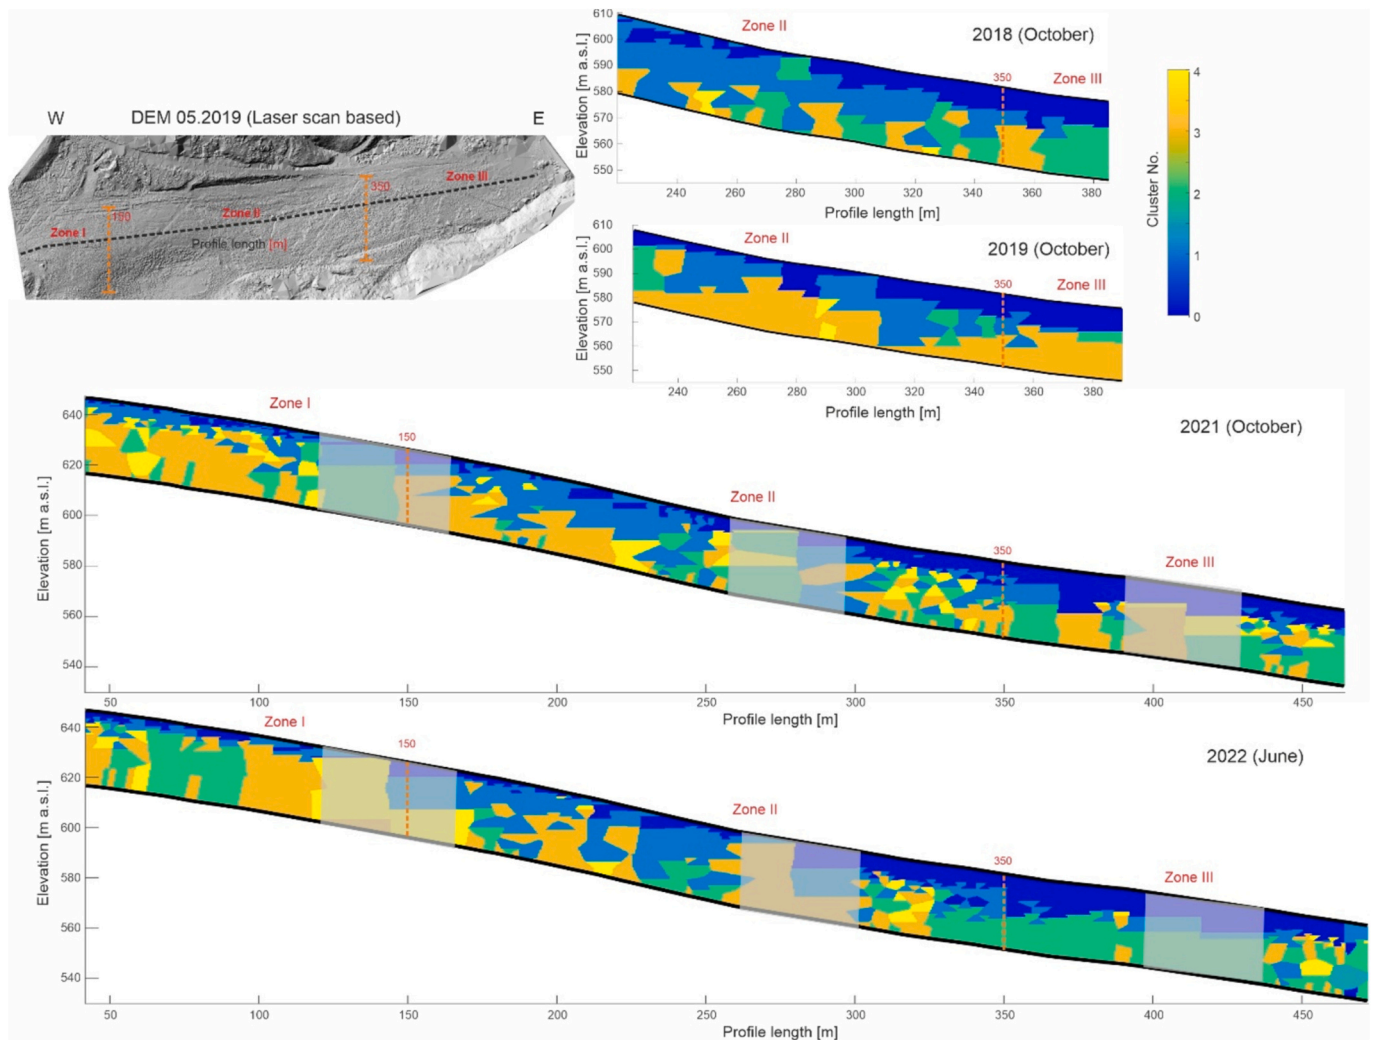 W DEM 05.2019 (Laser scan based) E
Zone III
350
150
Zone II
Zone I
Profile length [m]
610
600
590
580
570
560
550
Elevation [m a.s.l.]
Zone II
2018 (October)
350
Zone III
240 260 280 300 320 340 360 380
Profile length [m]
4
3
2
1
0
Cluster No.
610
600
590
580
570
560
550
Elevation [m a.s.l.]
Zone II
2019 (October)
350
Zone III
240 260 280 300 320 340 360 380
Profile length [m]
640
620
600
580
560
540
Elevation [m a.s.l.]
Zone I
2021 (October)
150
Zone II
350
Zone III
50 100 150 200 250 300 350 400 450
Profile length [m]
640
620
600
580
560
540
Elevation [m a.s.l.]
Zone I
150
2022 (June)
Zone II
350
Zone III
50 100 150 200 250 300 350 400 450
Profile length [m]